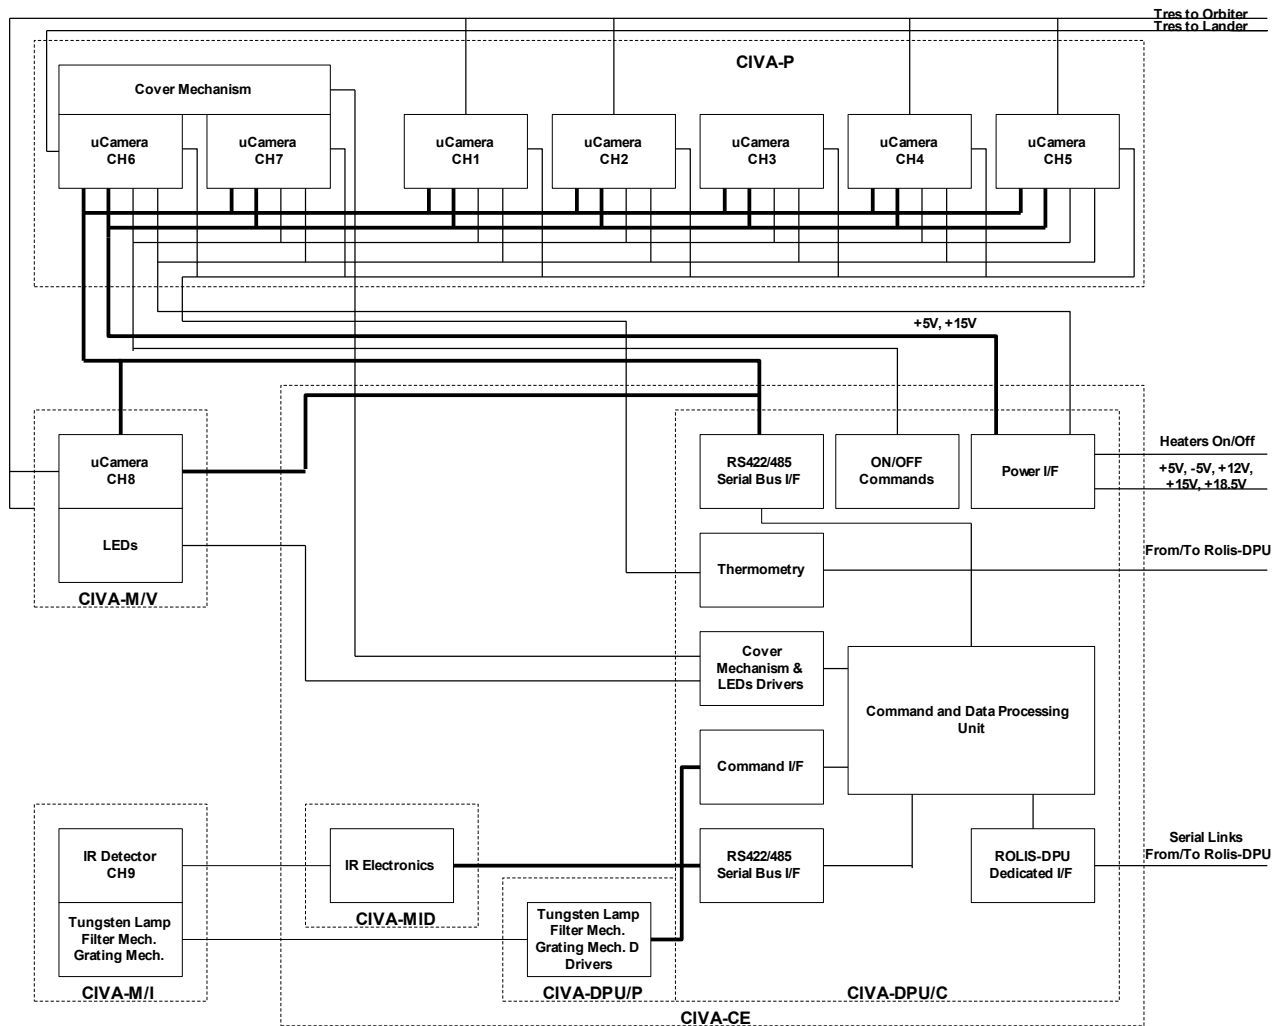 Tres to Orbiter
Tres to Lander
CIVA-P
Cover Mechanism
uCamera
CH6
uCamera
CH7
uCamera
CH1
uCamera
CH2
uCamera
CH3
uCamera
CH4
uCamera
CH5
+5V, +15V
uCamera
CH8
LEDs
CIVA-M/V
RS422/485
Serial Bus I/F
ON/OFF
Commands
Power I/F
Heaters On/Off
+5V, -5V, +12V,
+15V, +18.5V
Thermometry
From/To Rolis-DPU
Cover
Mechanism &
LEDs Drivers
Command and Data Processing
Unit
Command I/F
IR Detector
CH9
Tungsten Lamp
Filter Mech.
Grating Mech.
CIVA-M/I
IR Electronics
CIVA-MID
RS422/485
Serial Bus I/F
ROLIS-DPU
Dedicated I/F
Serial Links
From/To Rolis-DPU
Tungsten Lamp
Filter Mech.
Grating Mech. D
Drivers
CIVA-DPU/P
CIVA-DPU/C
CIVA-CE